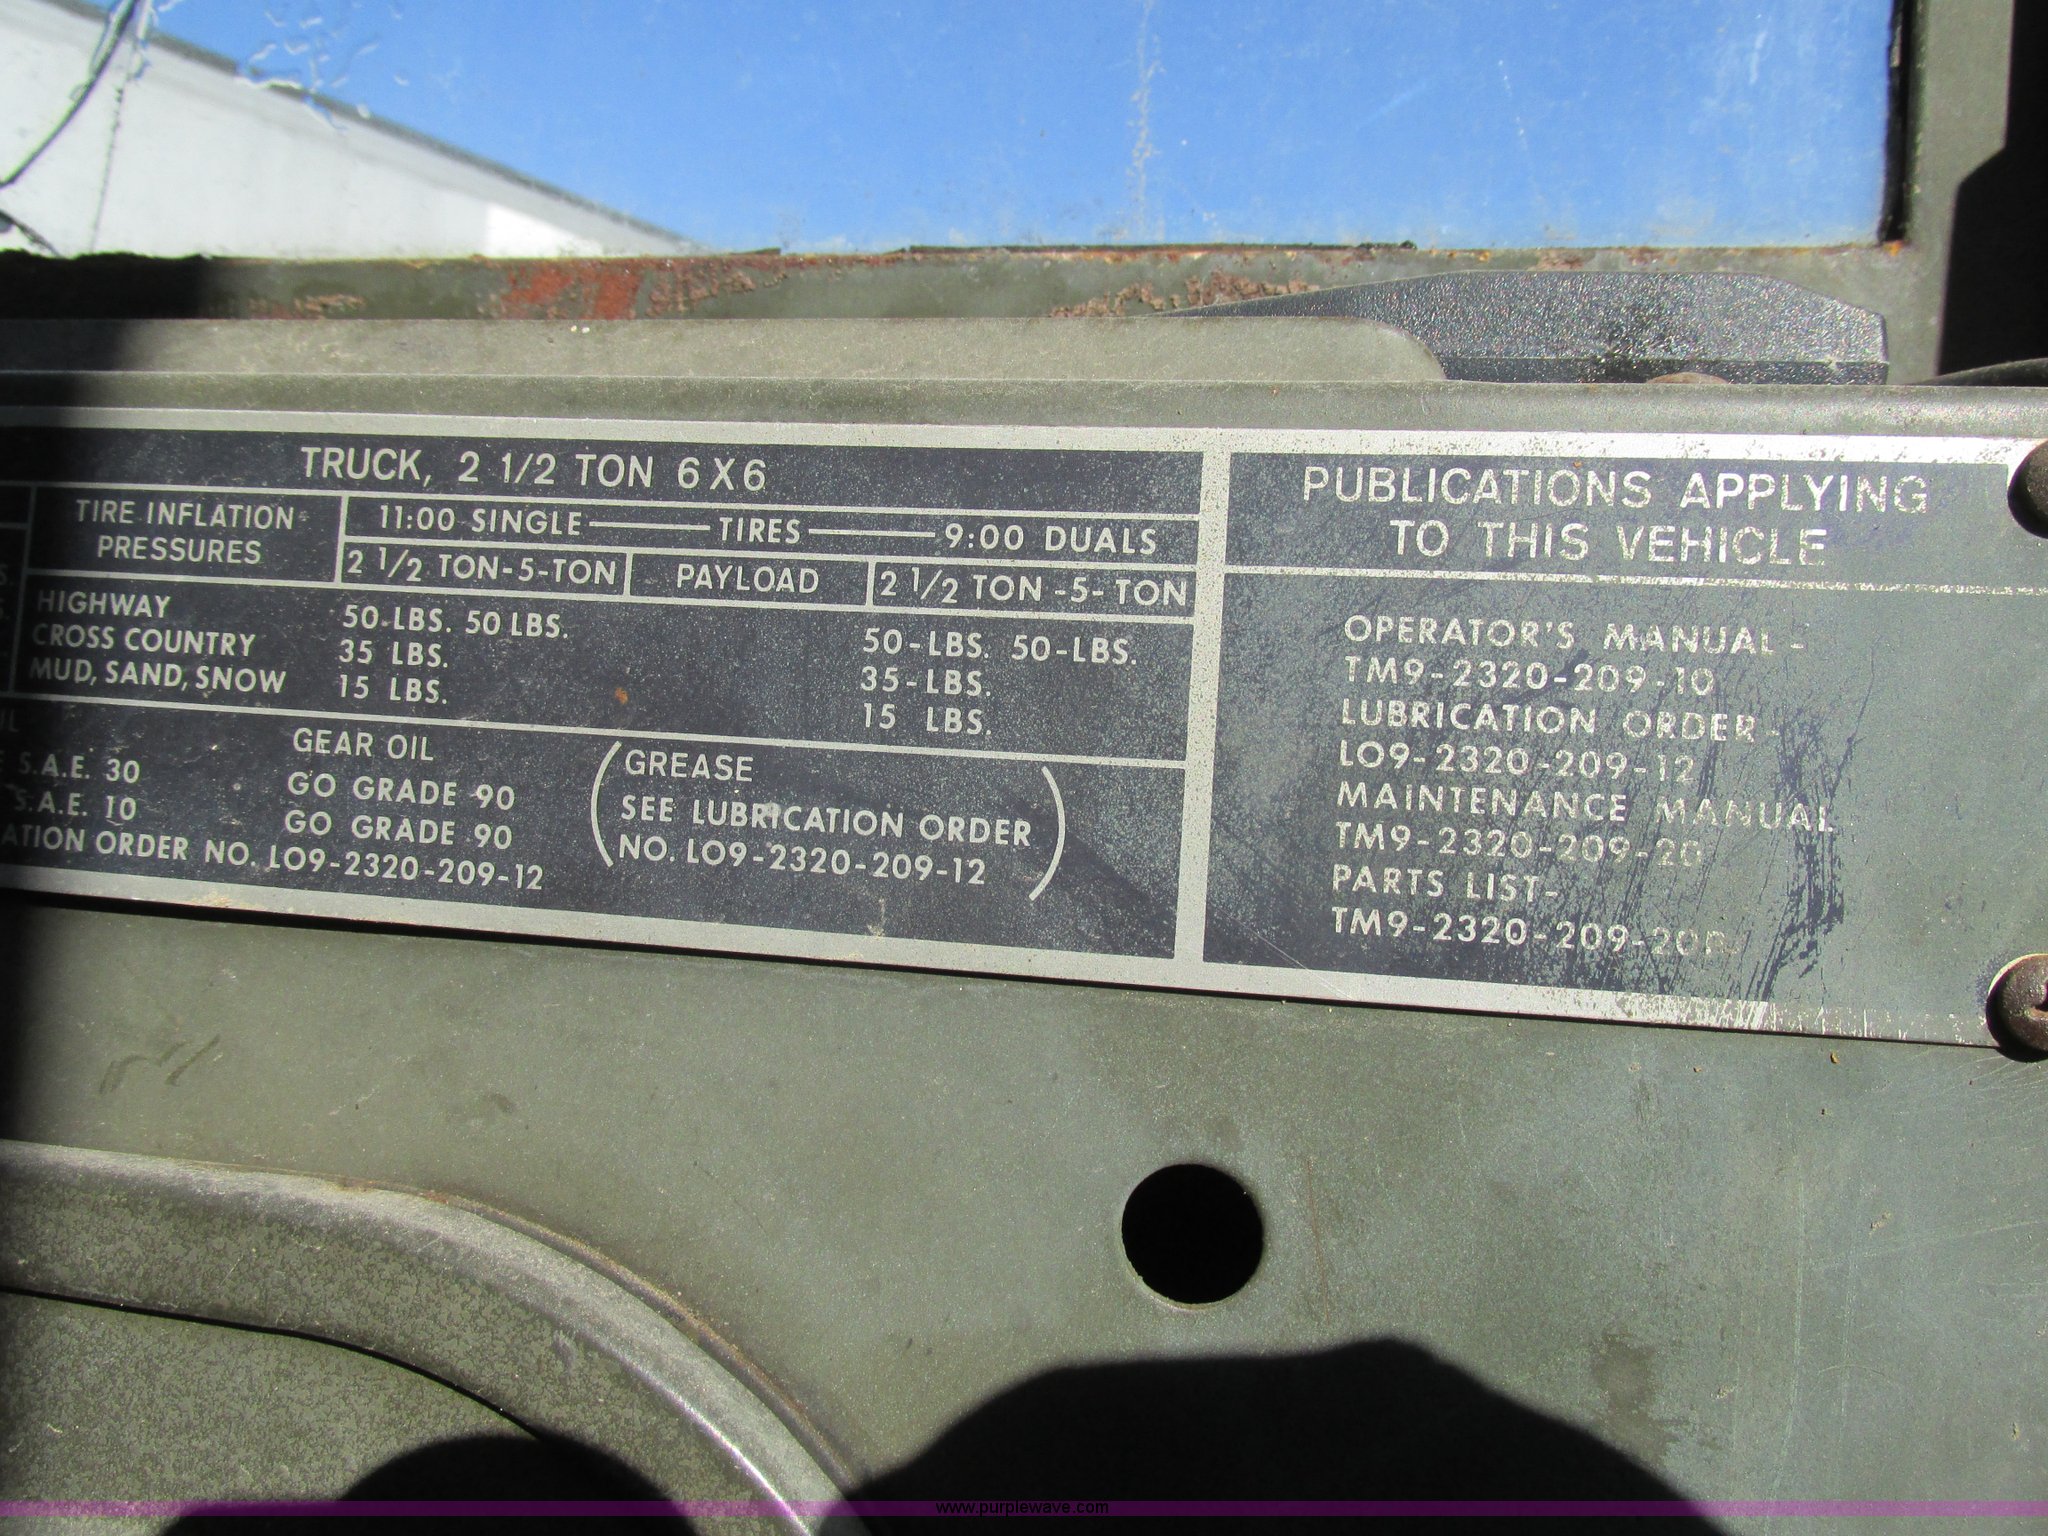 TRUCK, 2 1/2 TON 6X6
TIRE INFLATION
PRESSURES
11:00 SINGLE — TIRES — 9:00 DUALS
2 1/2 TON-5-TON PAYLOAD 2 1/2 TON-5-TON
HIGHWAY 50-LBS. 50 LBS. 50-LBS. 50-LBS.
CROSS COUNTRY 35 LBS. 35-LBS.
MUD, SAND, SNOW 15 LBS. 15 LBS.
GEAR OIL
S.A.E. 30 GO GRADE 90
S.A.E. 10 GO GRADE 90
ORDER NO. LO9-2320-209-12
(GREASE
SEE LUBRICATION ORDER
NO. LO9-2320-209-12)
PUBLICATIONS APPLYING
TO THIS VEHICLE
OPERATOR'S MANUAL-
TM9-2320-209-10
LUBRICATION ORDER-
LO9-2320-209-12
MAINTENANCE MANUAL
TM9-2320-209-20
PARTS LIST-
TM9-2320-209-20P
www.purplewave.com